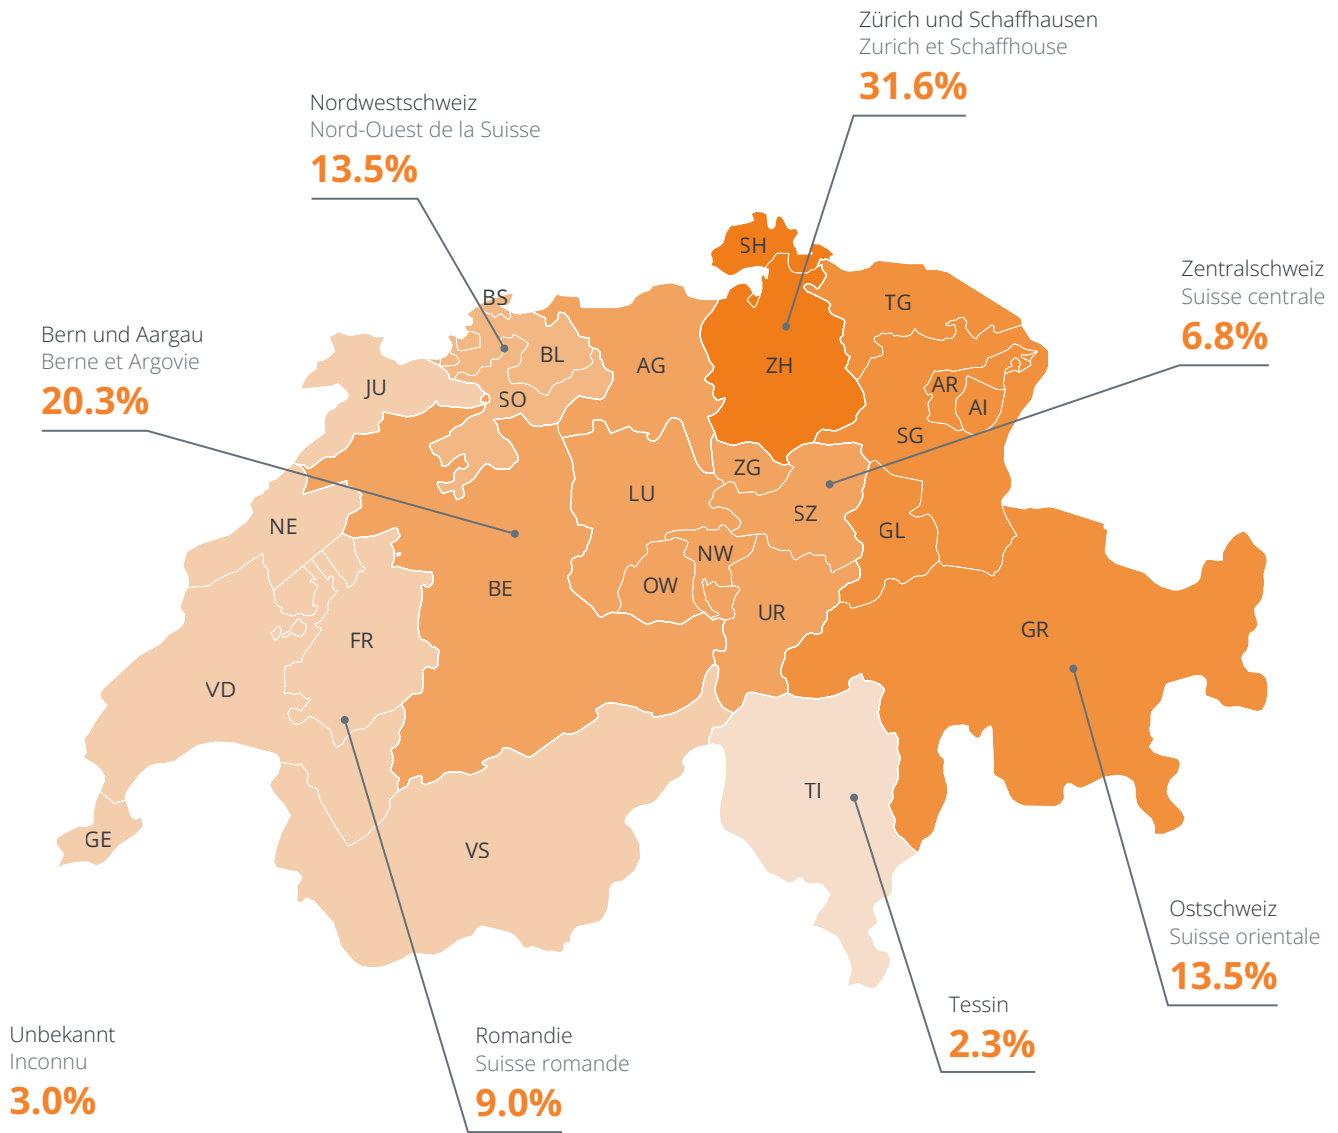 Zürich und Schaffhausen
Zurich et Schaffhouse
31.6%
Nordwestschweiz
Nord-Ouest de la Suisse
13.5%
Zentralschweiz
Suisse centrale
6.8%
Bern und Aargau
Berne et Argovie
20.3%
SH
BS
TG
BL
AG
ZH
JU
SO
AR
AI
SG
ZG
LU
SZ
NE
GL
NW
BE
OW
UR
FR
GR
VD
TI
GE
VS
Ostschweiz
Suisse orientale
13.5%
Tessin
2.3%
Romandie
Suisse romande
9.0%
Unbekannt
Inconnu
3.0%